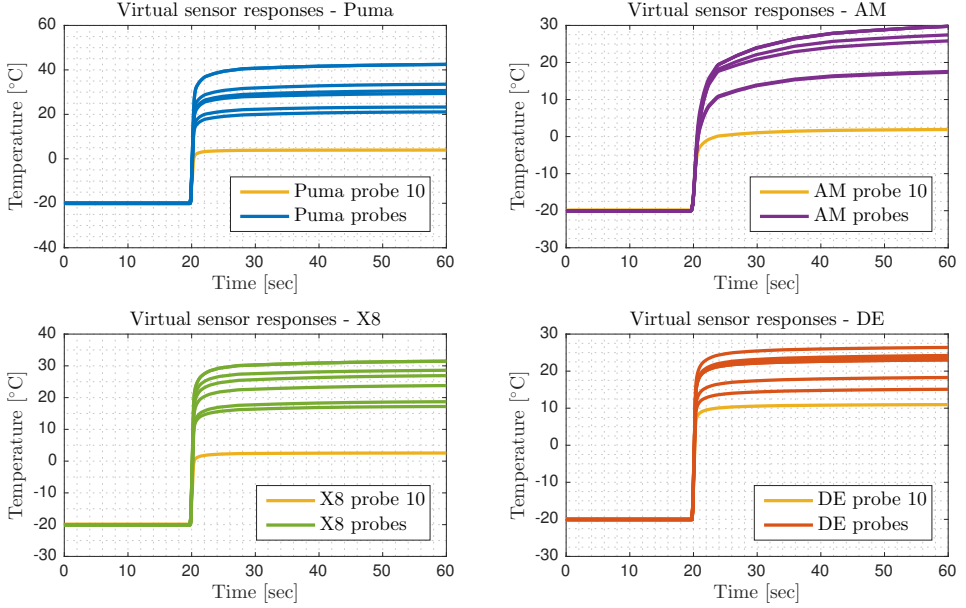 Virtual sensor responses - Puma
Temperature [°C]
60
40
20
0
-20
-40
0
10
20
30
40
50
60
Time [sec]
Puma probe 10
Puma probes
Virtual sensor responses - AM
Temperature [°C]
30
20
10
0
-10
-20
-30
0
10
20
30
40
50
60
Time [sec]
AM probe 10
AM probes
Virtual sensor responses - X8
Temperature [°C]
40
30
20
10
0
-10
-20
-30
0
10
20
30
40
50
60
Time [sec]
X8 probe 10
X8 probes
Virtual sensor responses - DE
Temperature [°C]
30
20
10
0
-10
-20
-30
0
10
20
30
40
50
60
Time [sec]
DE probe 10
DE probes